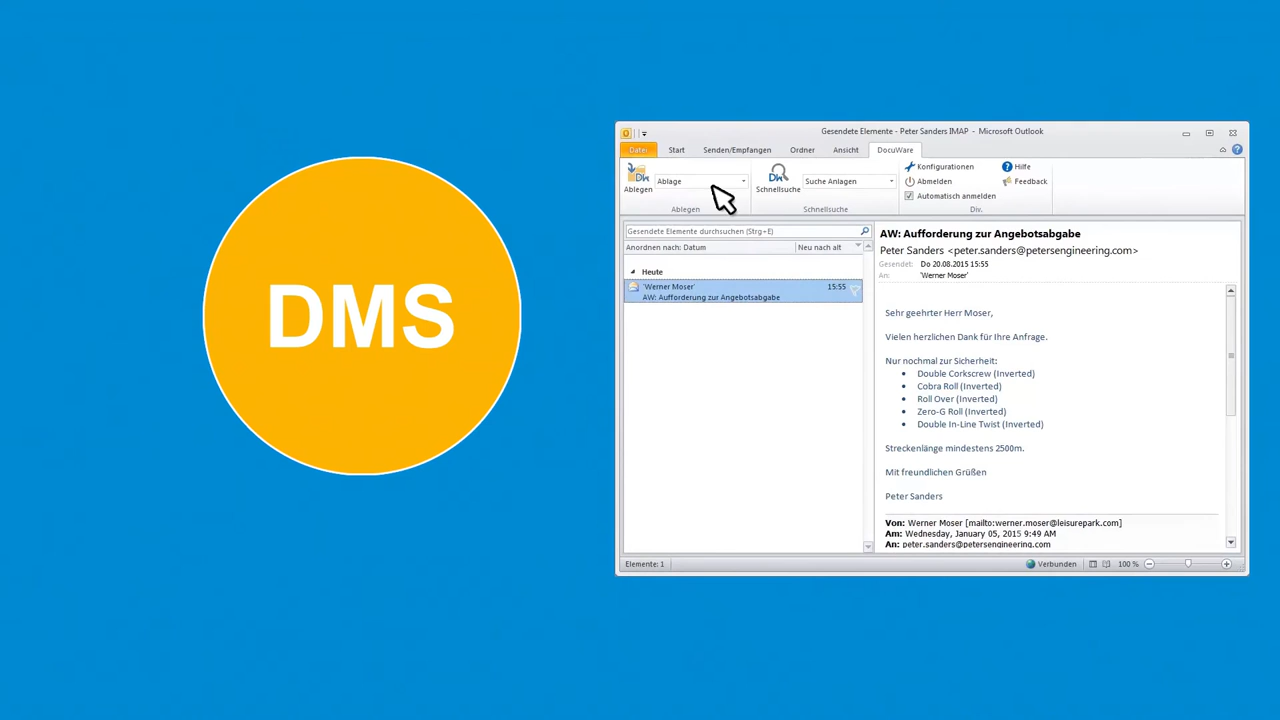 DMS
Gesendete Elemente - Peter Sanders IMAP - Microsoft Outlook
Datei Start Senden/Empfangen Ordner Ansicht DocuWare
Ablegen Ablage Schnellsuche Suche Anlagen
Konfigurationen Hilfe
Abmelden Feedback
Automatisch anmelden
Ablegen Schnellsuche Div.
Gesendete Elemente durchsuchen (Strg+E)
Anordnen nach: Datum Neu nach alt
Heute
'Werner Moser' 15:55
AW: Aufforderung zur Angebotsabgabe
AW: Aufforderung zur Angebotsabgabe
Peter Sanders <peter.sanders@petersengineering.com>
Gesendet: Do 20.08.2015 15:55
An: 'Werner Moser'
Sehr geehrter Herr Moser,
Vielen herzlichen Dank für Ihre Anfrage.
Nur nochmal zur Sicherheit:
• Double Corkscrew (Inverted)
• Cobra Roll (Inverted)
• Roll Over (Inverted)
• Zero-G Roll (Inverted)
• Double In-Line Twist (Inverted)
Streckenlänge mindestens 2500m.
Mit freundlichen Grüßen
Peter Sanders
Von: Werner Moser [mailto:werner.moser@leisurepark.com]
Am: Wednesday, January 05, 2015 9:49 AM
An: peter.sanders@petersengineering.com
Elemente: 1 Verbunden 100 %